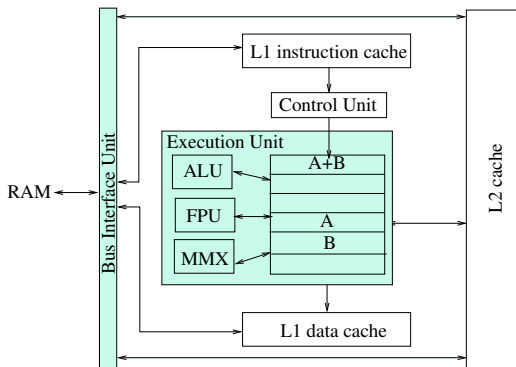 L1 instruction cache
Control Unit
Execution Unit
A+B
ALU
RAM
Bus Interface Unit
FPU
A
B
MMX
L2 cache
L1 data cache